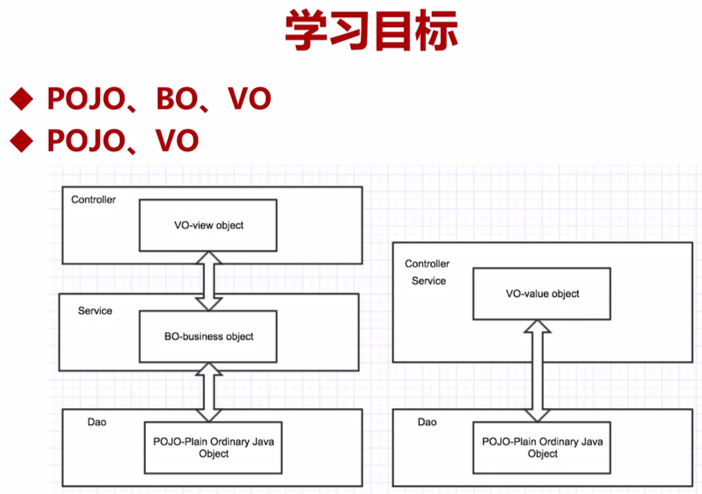 学习目标
POJO、BO、VO
POJO、VO
Controller
VO-view object
Service
BO-business object
Dao
POJO-Plain Ordinary Java
Object
Controller
Service
VO-value object
Dao
POJO-Plain Ordinary Java
Object